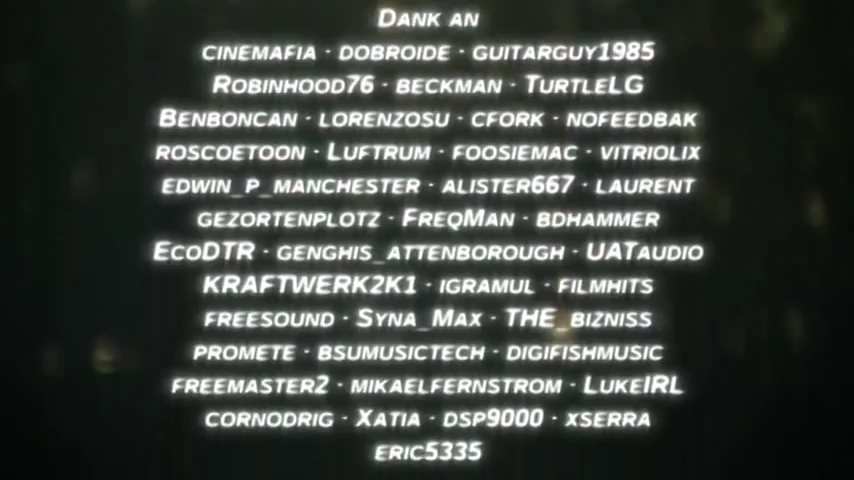 Dank an
cinemafia · dobroide · guitarguy1985
Robinhood76 · beckman · TurtleLG
Benboncan · lorenzosu · cfork · nofeedbak
roscoetoon · Luftrum · foosiemac · vitriolix
edwin_p_manchester · alister667 · laurent
gezortenplotz · FreqMan · bdhammer
EcoDTR · genghis_attenborough · UATaudio
KRAFTWERK2K1 · igramul · filmhits
freesound · Syna_Max · THE_bizniss
promete · bsumusictech · digifishmusic
freemaster2 · mikaelfernstrom · LukeIRL
cornodrig · Xatia · dsp9000 · xserra
eric5335